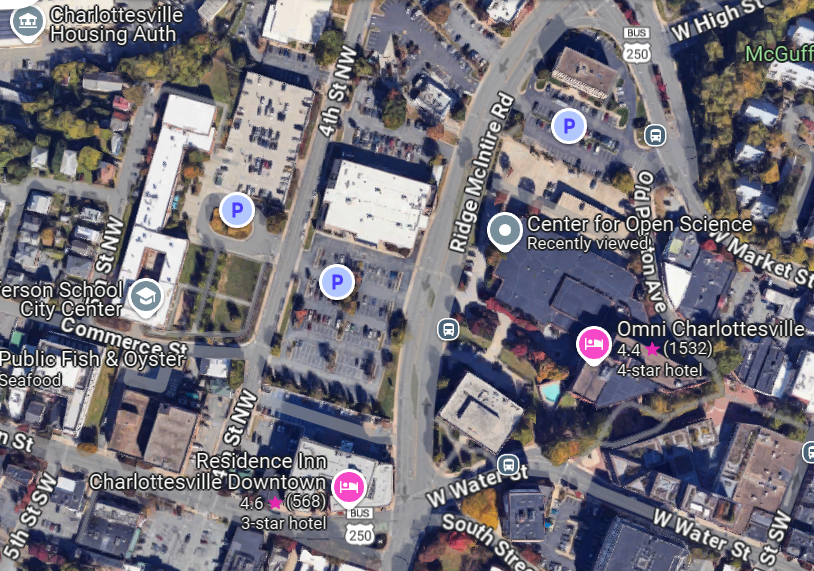 Charlottesville
Housing Auth
W High St
BUS
250
McGuff
4th St NW
P
Ridge McIntire Rd
P
P
Old Preston Ave
Center for Open Science
Recently viewed
W Market St
St NW
ferson School
City Center
Commerce St
Omni Charlottesville
4.4 ★ (1532)
4-star hotel
Public Fish & Oyster
Seafood
St NW
n St
Residence Inn
Charlottesville Downtown
4.6 ★ (568)
3-star hotel
BUS
250
5th St SW
W Water St
South Stree
W Water St
St SW